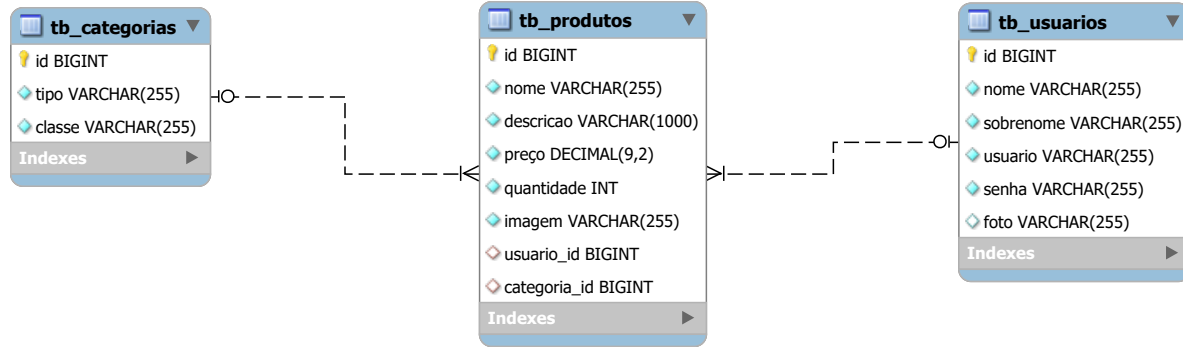 tb_categorias
id BIGINT
tipo VARCHAR(255)
classe VARCHAR(255)
Indexes
tb_produtos
id BIGINT
nome VARCHAR(255)
descricao VARCHAR(1000)
preço DECIMAL(9,2)
quantidade INT
imagem VARCHAR(255)
usuario_id BIGINT
categoria_id BIGINT
Indexes
tb_usuarios
id BIGINT
nome VARCHAR(255)
sobrenome VARCHAR(255)
usuario VARCHAR(255)
senha VARCHAR(255)
foto VARCHAR(255)
Indexes